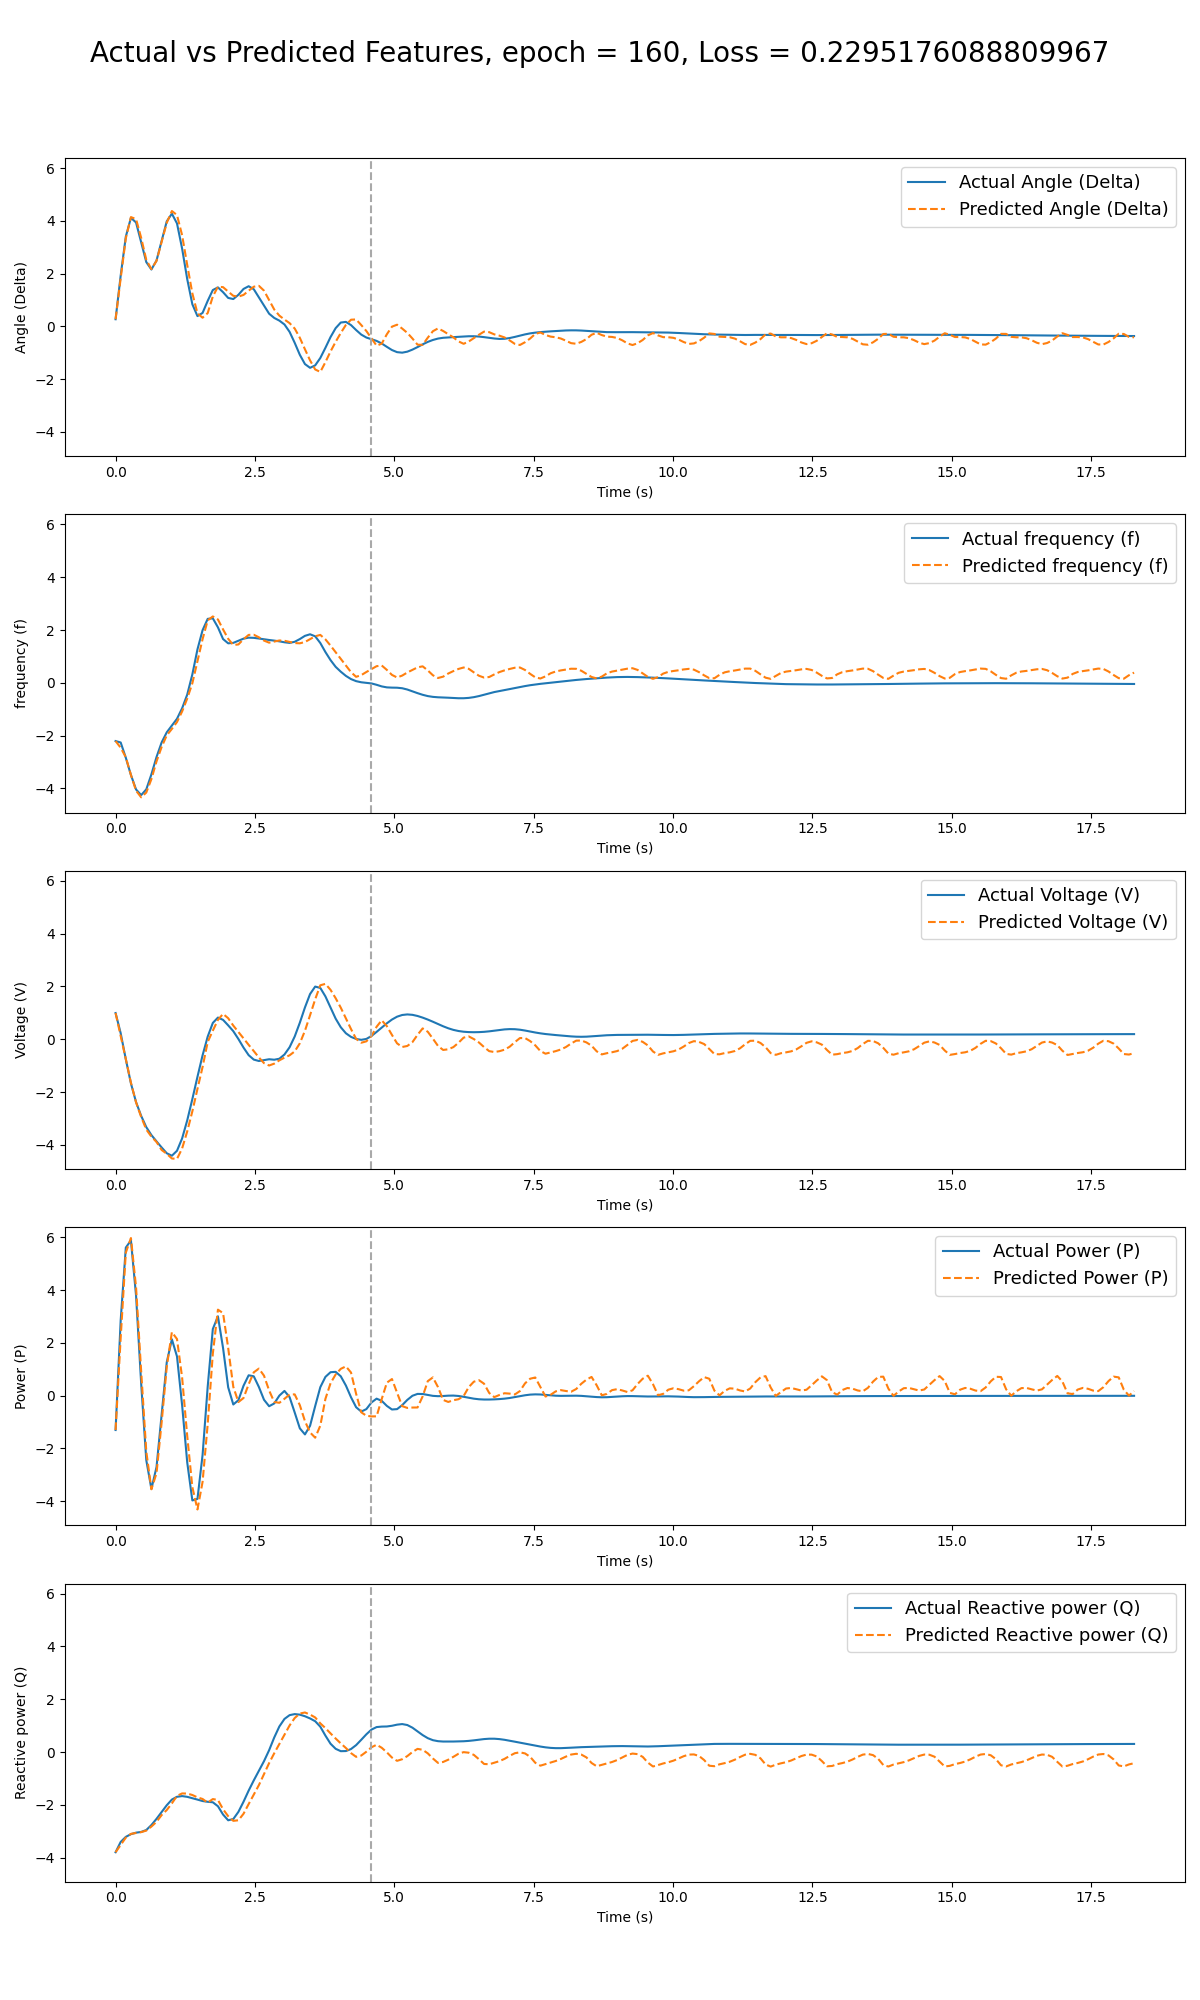 Actual vs Predicted Features, epoch = 160, Loss = 0.2295176088809967
6
4
2
0
−2
−4
Angle (Delta)
Actual Angle (Delta)
Predicted Angle (Delta)
0.0 2.5 5.0 7.5 10.0 12.5 15.0 17.5
Time (s)
6
4
2
0
−2
−4
frequency (f)
Actual frequency (f)
Predicted frequency (f)
0.0 2.5 5.0 7.5 10.0 12.5 15.0 17.5
Time (s)
6
4
2
0
−2
−4
Voltage (V)
Actual Voltage (V)
Predicted Voltage (V)
0.0 2.5 5.0 7.5 10.0 12.5 15.0 17.5
Time (s)
6
4
2
0
−2
−4
Power (P)
Actual Power (P)
Predicted Power (P)
0.0 2.5 5.0 7.5 10.0 12.5 15.0 17.5
Time (s)
6
4
2
0
−2
−4
Reactive power (Q)
Actual Reactive power (Q)
Predicted Reactive power (Q)
0.0 2.5 5.0 7.5 10.0 12.5 15.0 17.5
Time (s)